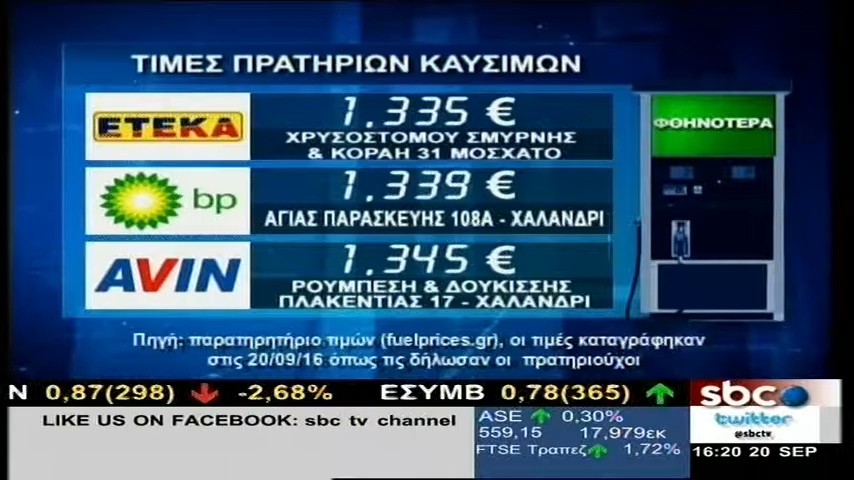 ΤΙΜΕΣ ΠΡΑΤΗΡΙΩΝ ΚΑΥΣΙΜΩΝ
ΕΤΕΚΑ
1.335 €
ΧΡΥΣΟΣΤΟΜΟΥ ΣΜΥΡΝΗΣ
& ΚΟΡΑΗ 31 ΜΟΣΧΑΤΟ
ΦΘΗΝΟΤΕΡΑ
bp
1.339 €
ΑΓΙΑΣ ΠΑΡΑΣΚΕΥΗΣ 108Α - ΧΑΛΑΝΔΡΙ
AVIN
1.345 €
ΡΟΥΜΠΕΣΗ & ΔΟΥΚΙΣΣΗΣ
ΠΛΑΚΕΝΤΙΑΣ 17 - ΧΑΛΑΝΔΡΙ
Πηγή: παρατηρητήριο τιμών (fuelprices.gr), οι τιμές καταγράφηκαν
στις 20/09/16 όπως τις δήλωσαν οι πρατηριούχοι
Ν 0,87(298) -2,68% ΕΣΥΜΒ 0,78(365)
sbc
LIKE US ON FACEBOOK: sbc tv channel
ASE 0,30%
559,15 17,979εκ
FTSE Τραπεζ 1,72%
twitter
@sbctv
16:20 20 SEP